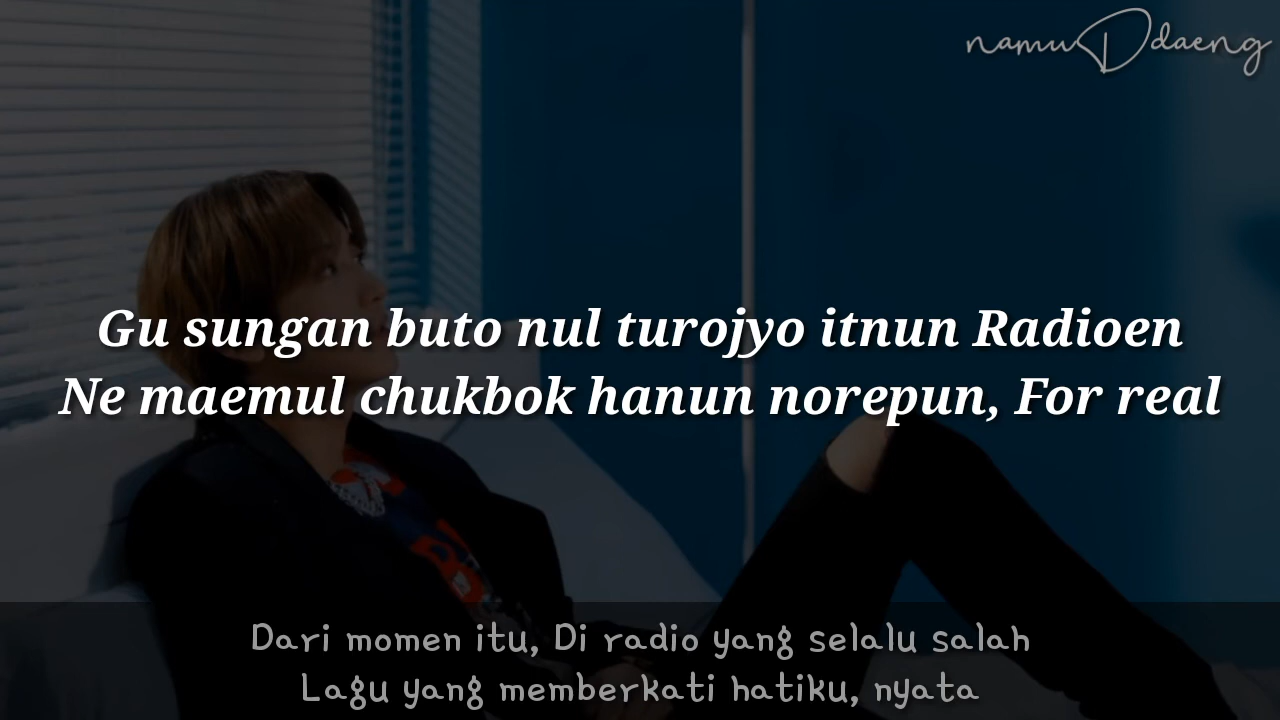 namuDdaeng
Gu sungan buto nul turojyo itnun Radioen
Ne maemul chukbok hanun norepun, For real
Dari momen itu, Di radio yang selalu salah
Lagu yang memberkati hatiku, nyata